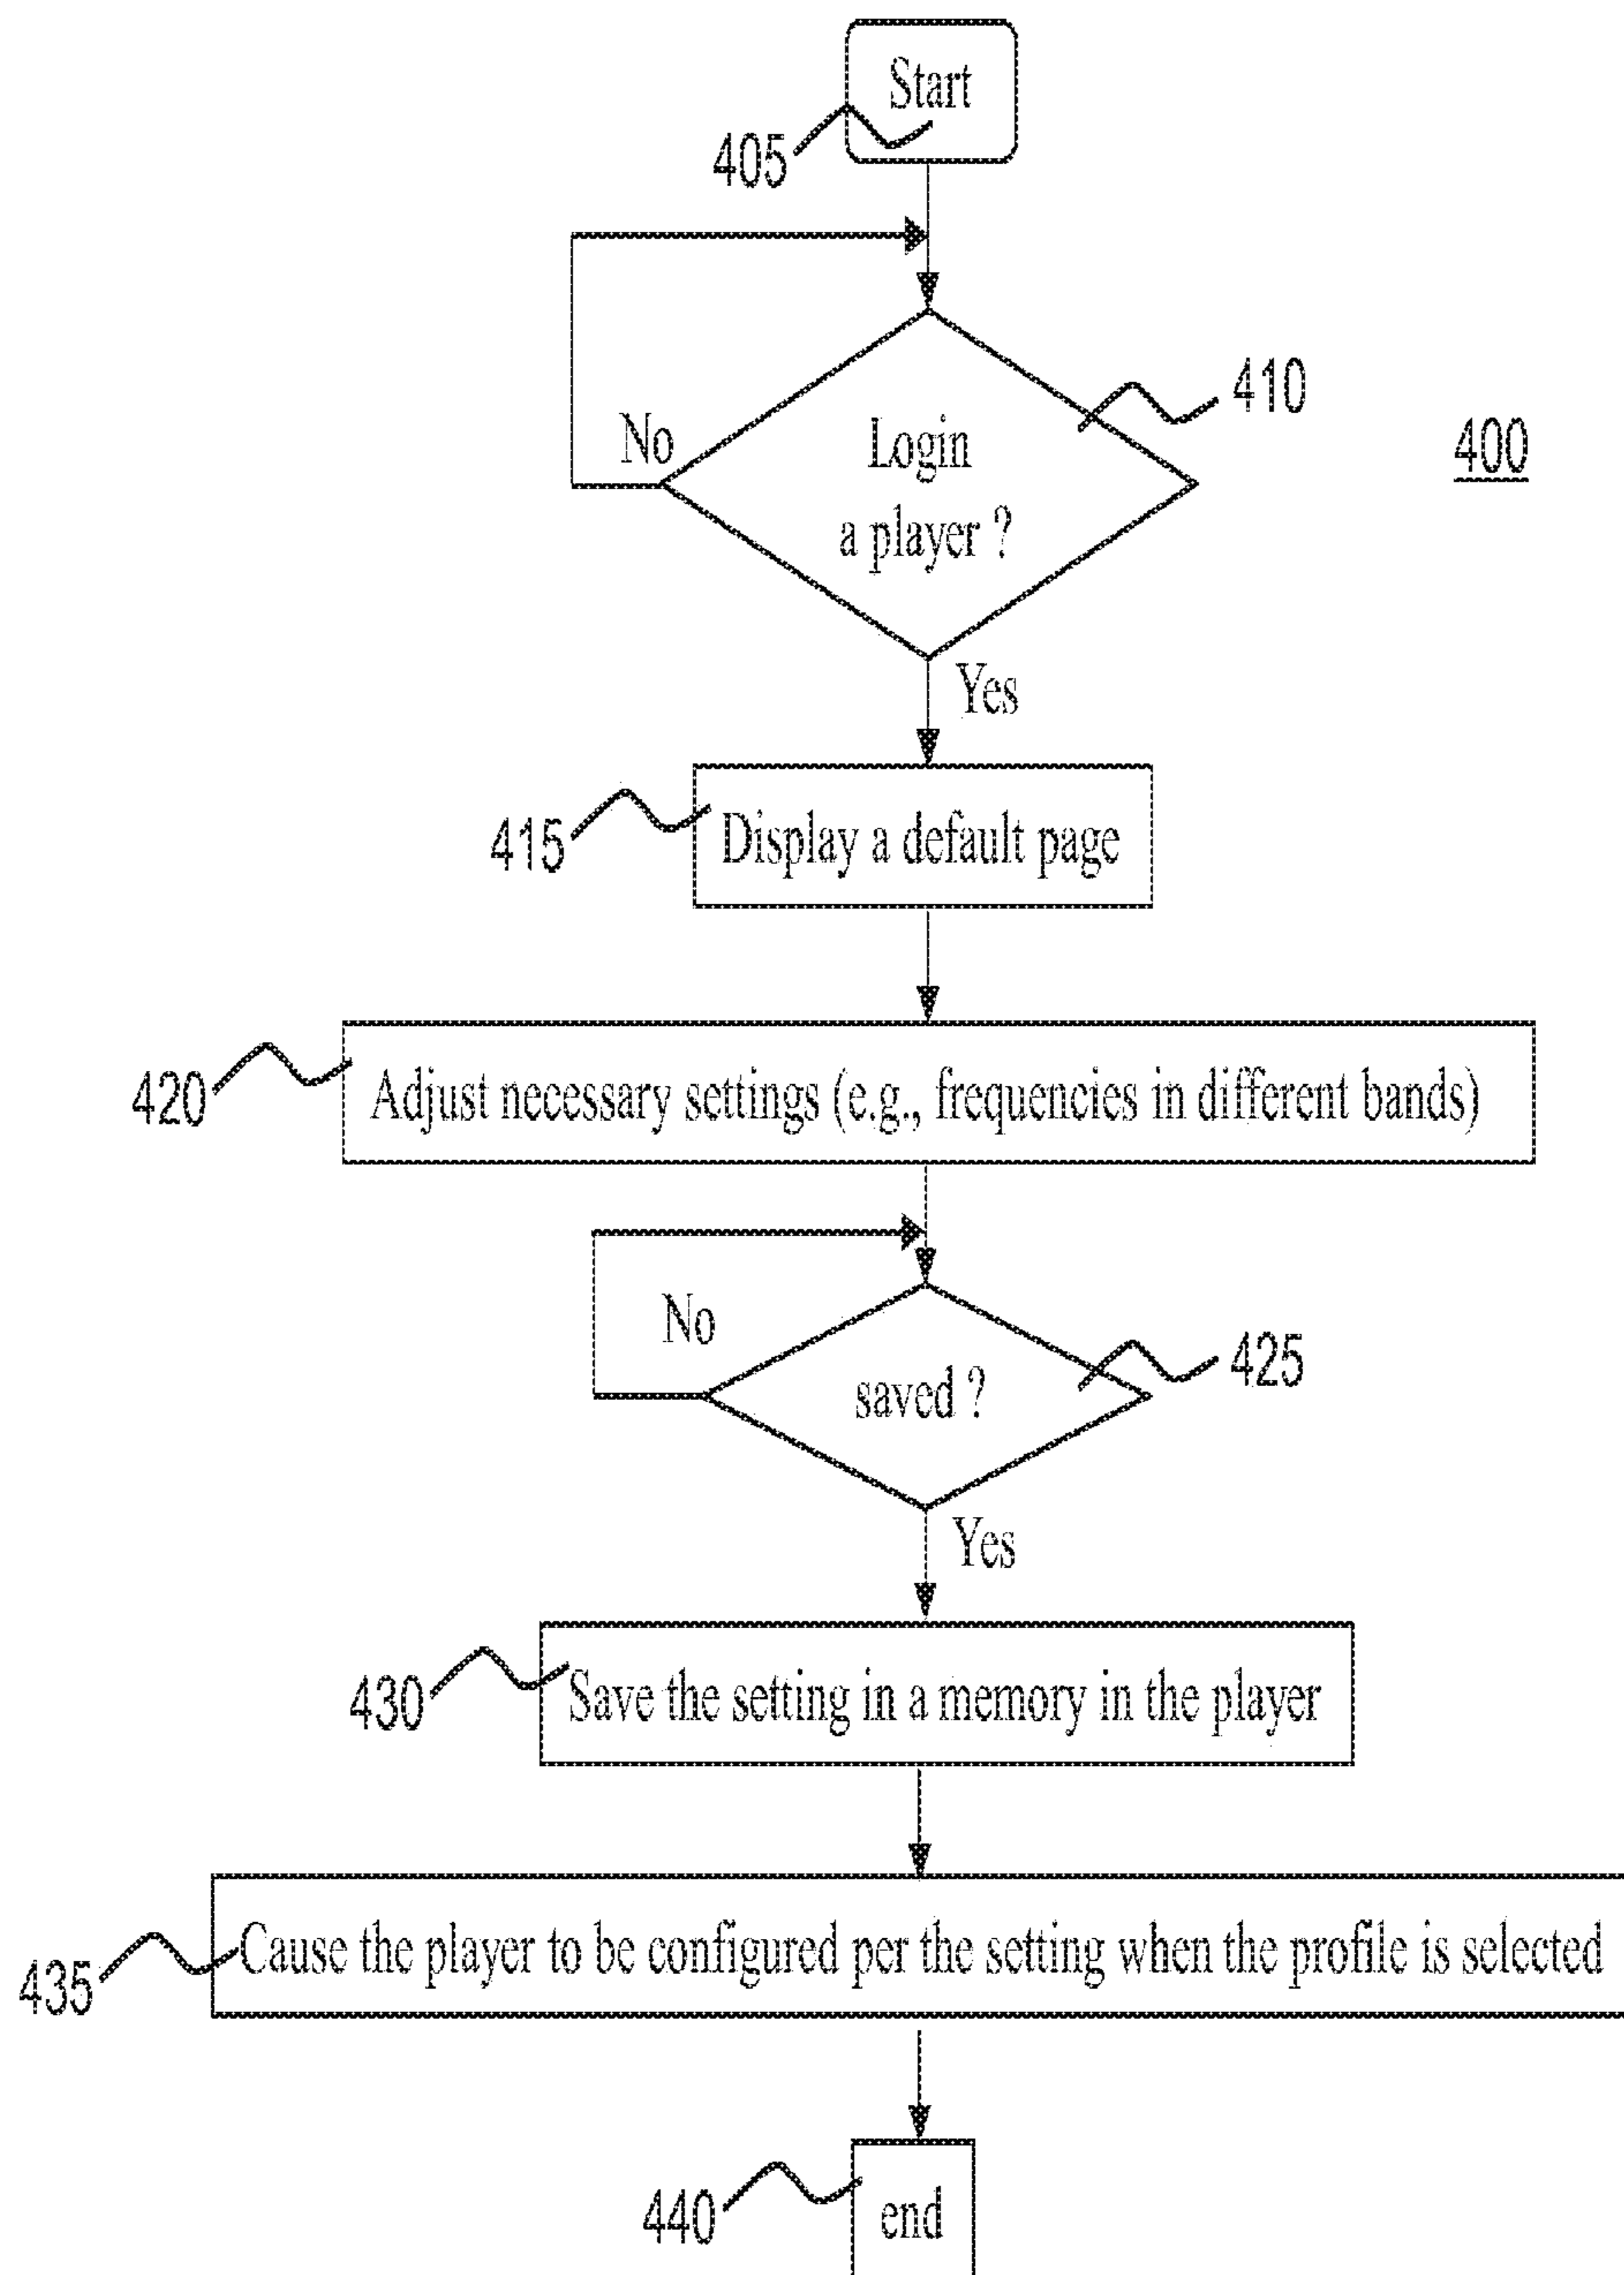 Start
405
410
400
No
Login
a player ?
Yes
415
Display a default page
420
Adjust necessary settings (e.g., frequencies in different bands)
No
425
saved ?
Yes
430
Save the setting in a memory in the player
435
Cause the player to be configured per the setting when the profile is selected
440
end